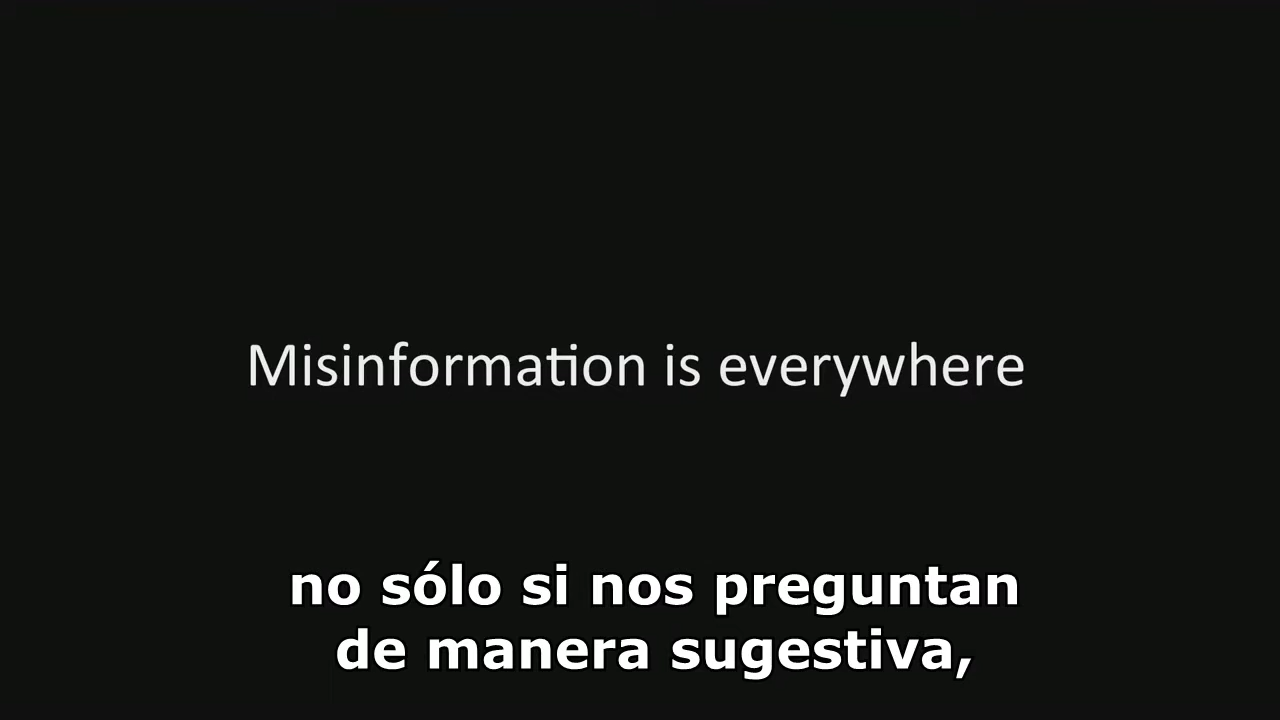 Misinformation is everywhere
no sólo si nos preguntan
de manera sugestiva,